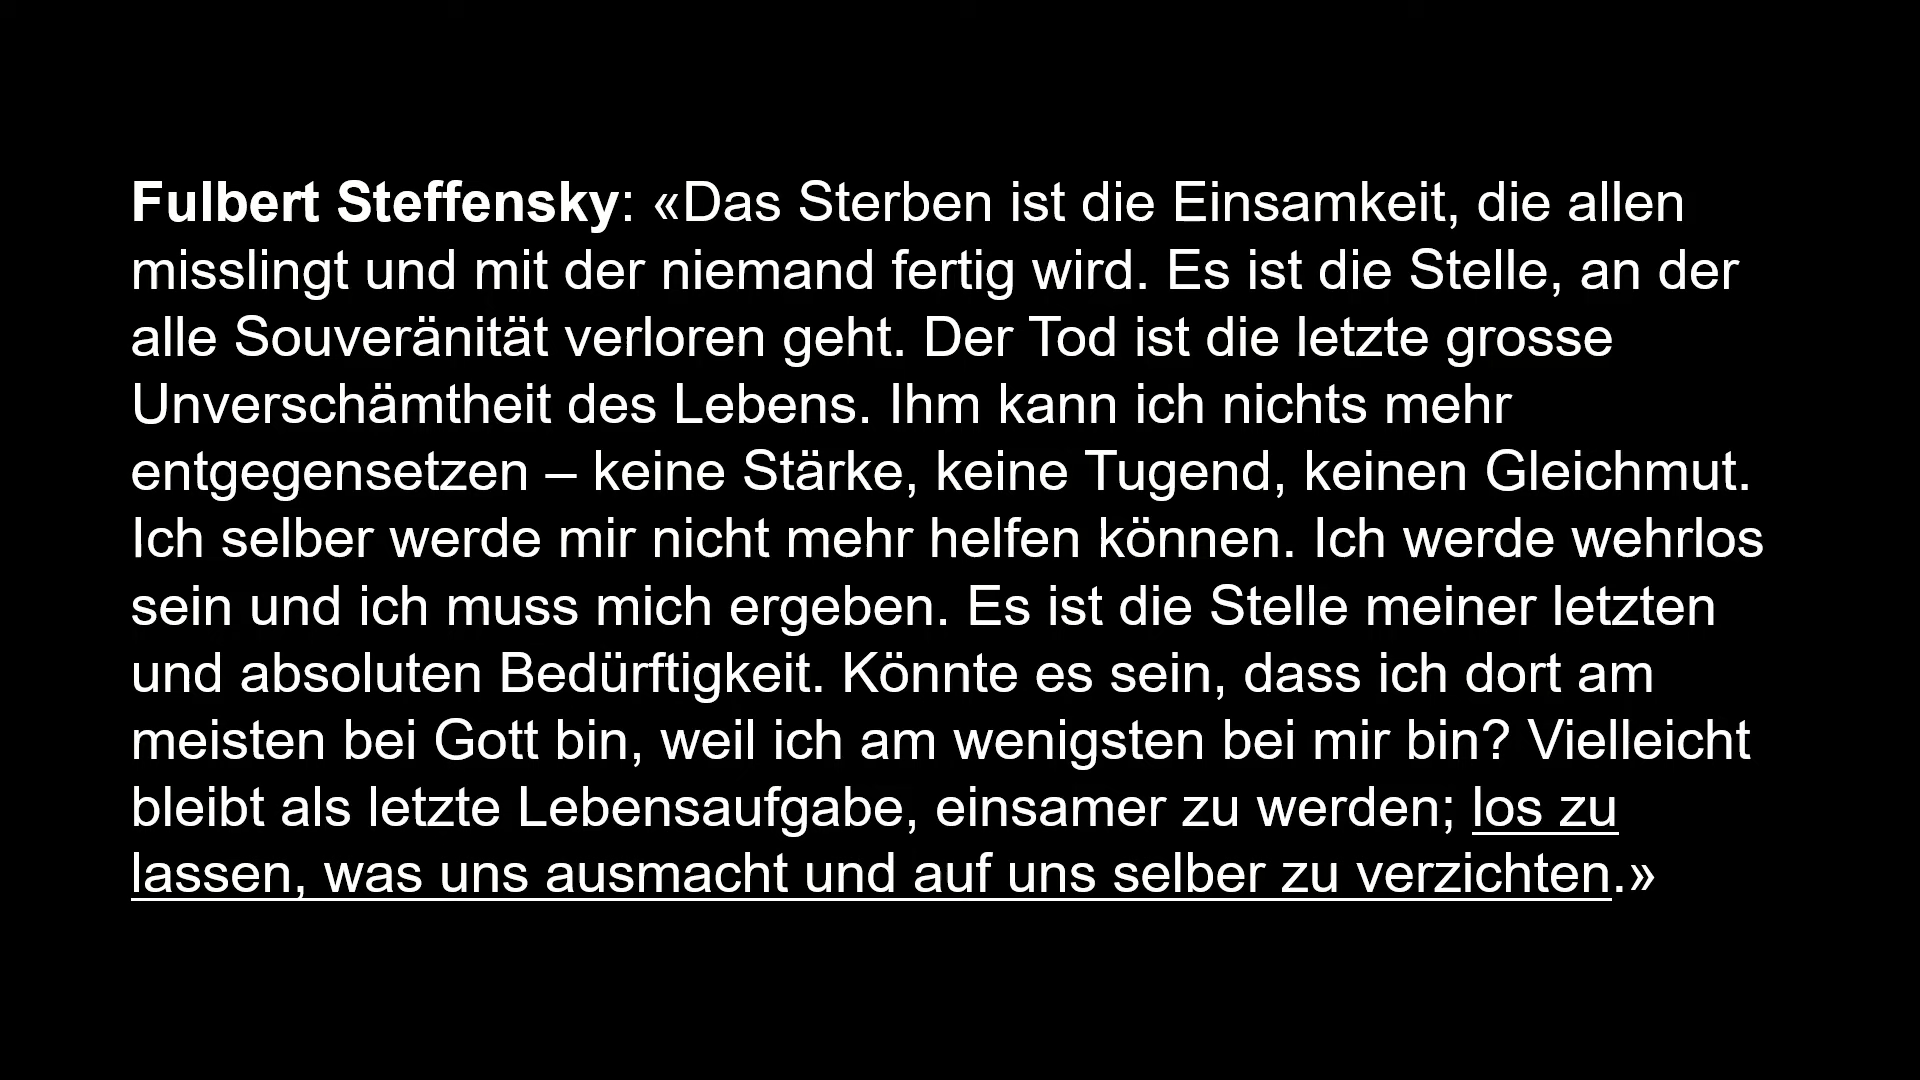 Fulbert Steffensky: «Das Sterben ist die Einsamkeit, die allen
misslingt und mit der niemand fertig wird. Es ist die Stelle, an der
alle Souveränität verloren geht. Der Tod ist die letzte grosse
Unverschämtheit des Lebens. Ihm kann ich nichts mehr
entgegensetzen – keine Stärke, keine Tugend, keinen Gleichmut.
Ich selber werde mir nicht mehr helfen können. Ich werde wehrlos
sein und ich muss mich ergeben. Es ist die Stelle meiner letzten
und absoluten Bedürftigkeit. Könnte es sein, dass ich dort am
meisten bei Gott bin, weil ich am wenigsten bei mir bin? Vielleicht
bleibt als letzte Lebensaufgabe, einsamer zu werden; los zu
lassen, was uns ausmacht und auf uns selber zu verzichten.»